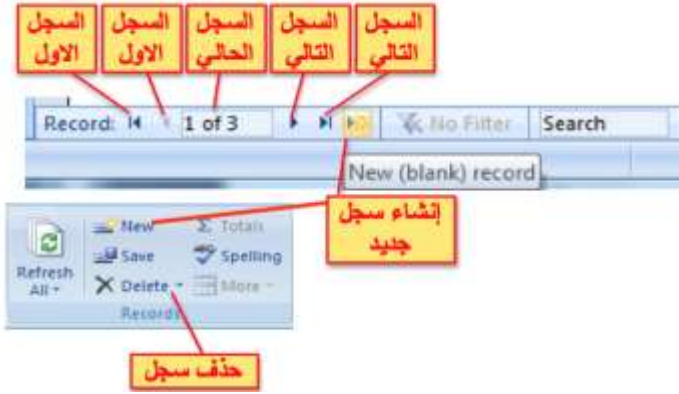 السجل الاول
السجل الاول
السجل الحالي
السجل التالي
السجل التالي
Record: 1 of 3 No Filter Search
New (blank) record
إنشاء سجل
جديد
New Totals
Save Spelling
Refresh All
Delete More
Records
حذف سجل